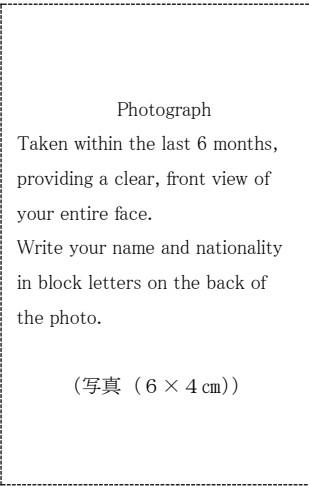 Photograph
Taken within the last 6 months,
providing a clear, front view of
your entire face.
Write your name and nationality
in block letters on the back of
the photo.
（写真（６×４㎝））